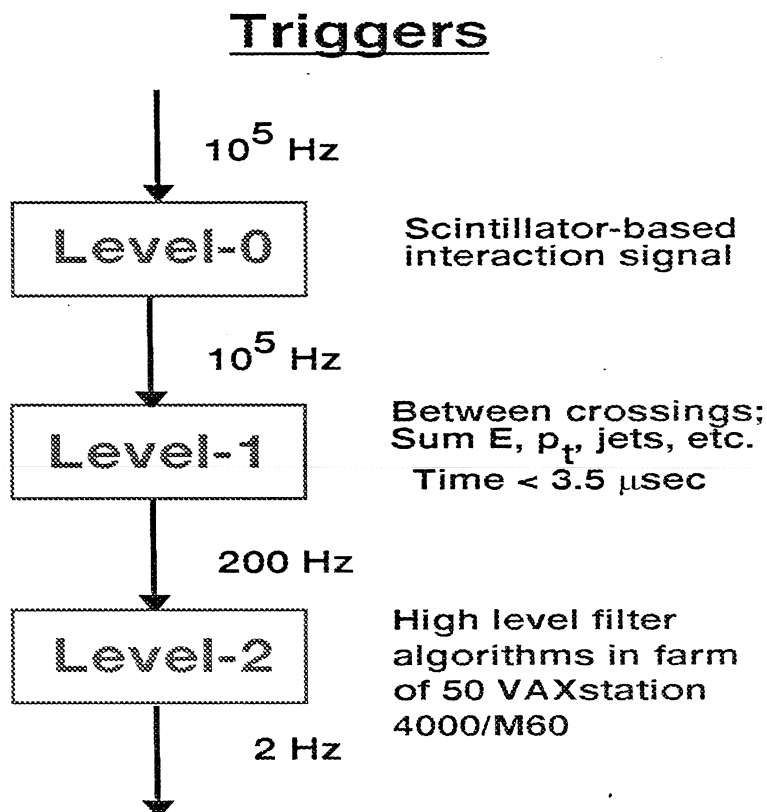 Triggers
10⁵ Hz
Level-0
Scintillator-based
interaction signal
10⁵ Hz
Level-1
Between crossings;
Sum E, pₜ, jets, etc.
Time < 3.5 μsec
200 Hz
Level-2
High level filter
algorithms in farm
of 50 VAXstation
4000/M60
2 Hz